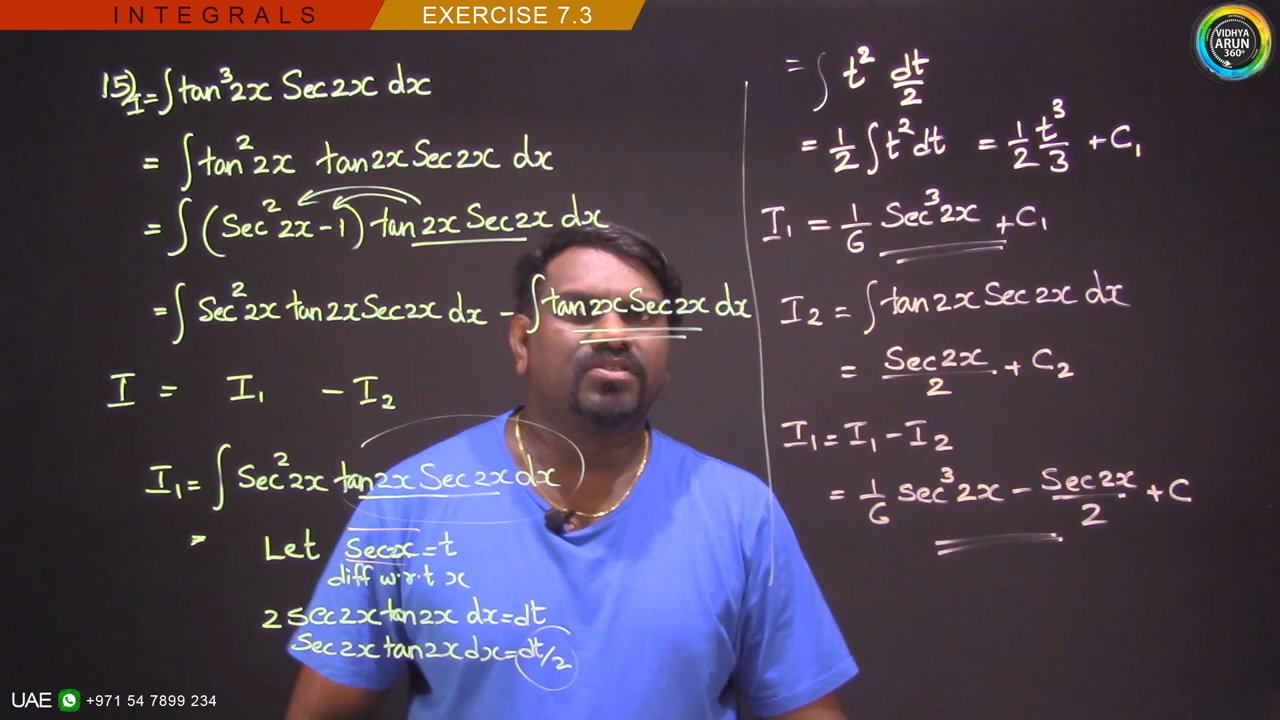 INTEGRALS EXERCISE 7.3
VIDHYA
ARUN
360°
15) I = ∫ tan³2x Sec2x dx
= ∫ tan²2x tan2x Sec2x dx
= ∫ (Sec²2x - 1) tan2x Sec2x dx
= ∫ Sec²2x tan2x Sec2x dx - ∫ tan2x Sec2x dx
I = I₁ - I₂
I₁ = ∫ Sec²2x tan2x Sec2x dx
= Let Sec2x = t
diff w.r.t x
2 Sec2x tan2x dx = dt
Sec2x tan2x dx = dt/2
= ∫ t² dt/2
= 1/2 ∫ t² dt = 1/2 t³/3 + C₁
I₁ = 1/6 Sec³2x + C₁
I₂ = ∫ tan2x Sec2x dx
= Sec2x/2 + C₂
I₁ = I₁ - I₂
= 1/6 Sec³2x - Sec2x/2 + C
UAE +971 54 7899 234